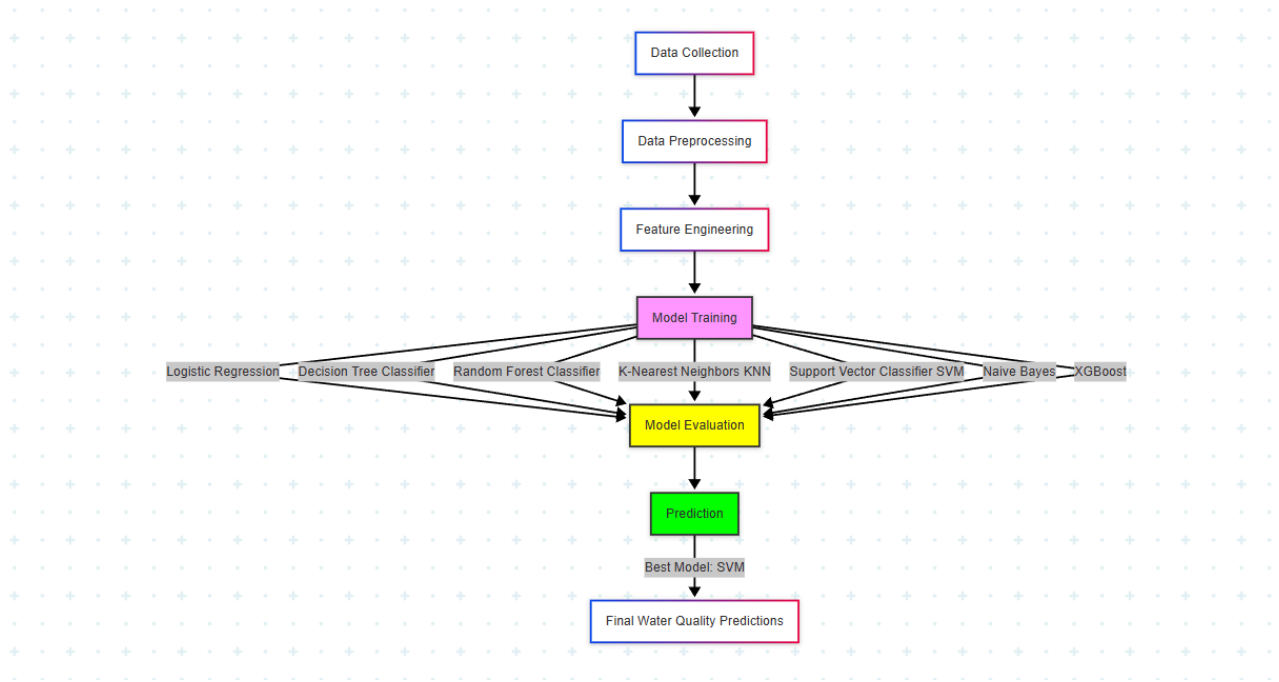 Data Collection
Data Preprocessing
Feature Engineering
Model Training
Logistic Regression
Decision Tree Classifier
Random Forest Classifier
K-Nearest Neighbors KNN
Support Vector Classifier SVM
Naive Bayes
XGBoost
Model Evaluation
Prediction
Best Model: SVM
Final Water Quality Predictions